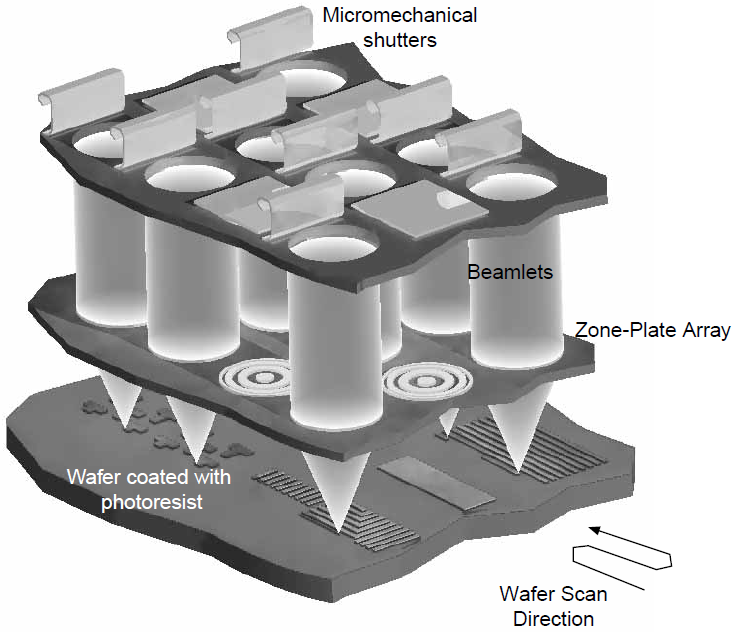 Micromechanical
shutters
Beamlets
Zone-Plate Array
Wafer coated with
photoresist
Wafer Scan
Direction